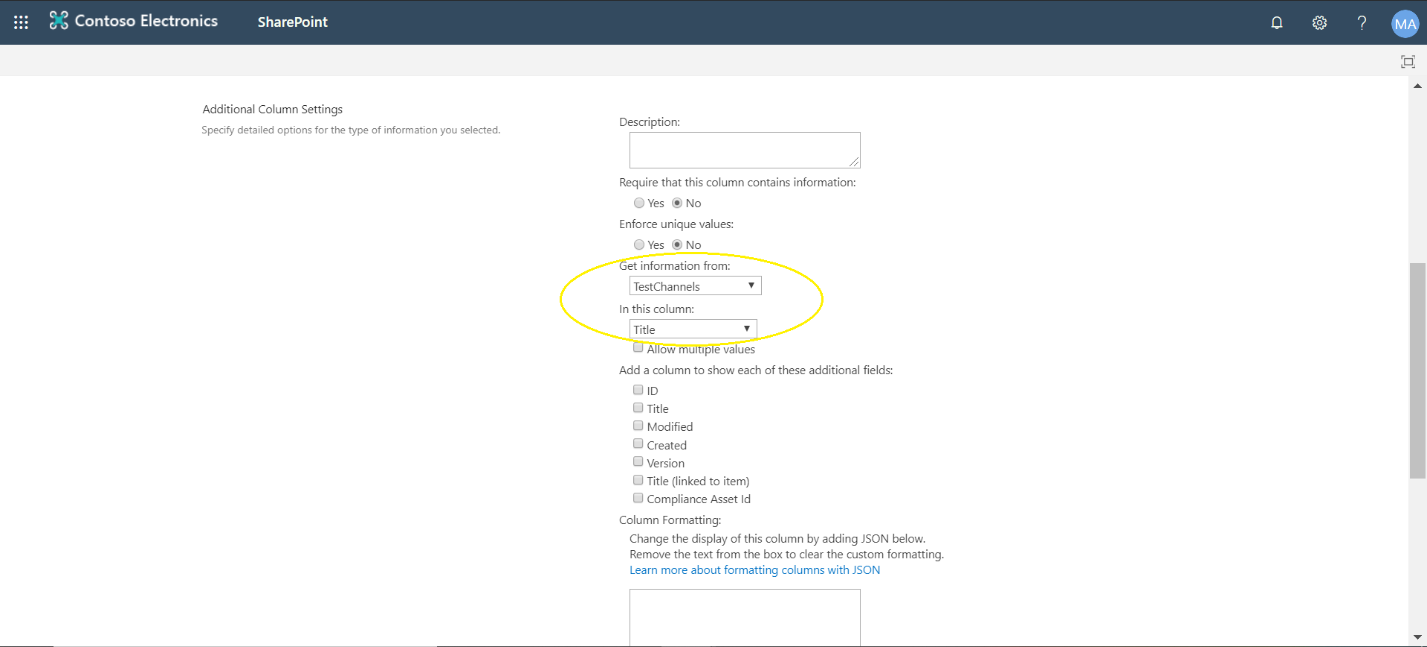 Contoso Electronics SharePoint ? MA
Additional Column Settings
Specify detailed options for the type of information you selected.
Description:
Require that this column contains information:
Yes No
Enforce unique values:
Yes No
Get information from:
TestChannels
In this column:
Title
Allow multiple values
Add a column to show each of these additional fields:
ID
Title
Modified
Created
Version
Title (linked to item)
Compliance Asset Id
Column Formatting:
Change the display of this column by adding JSON below.
Remove the text from the box to clear the custom formatting.
Learn more about formatting columns with JSON